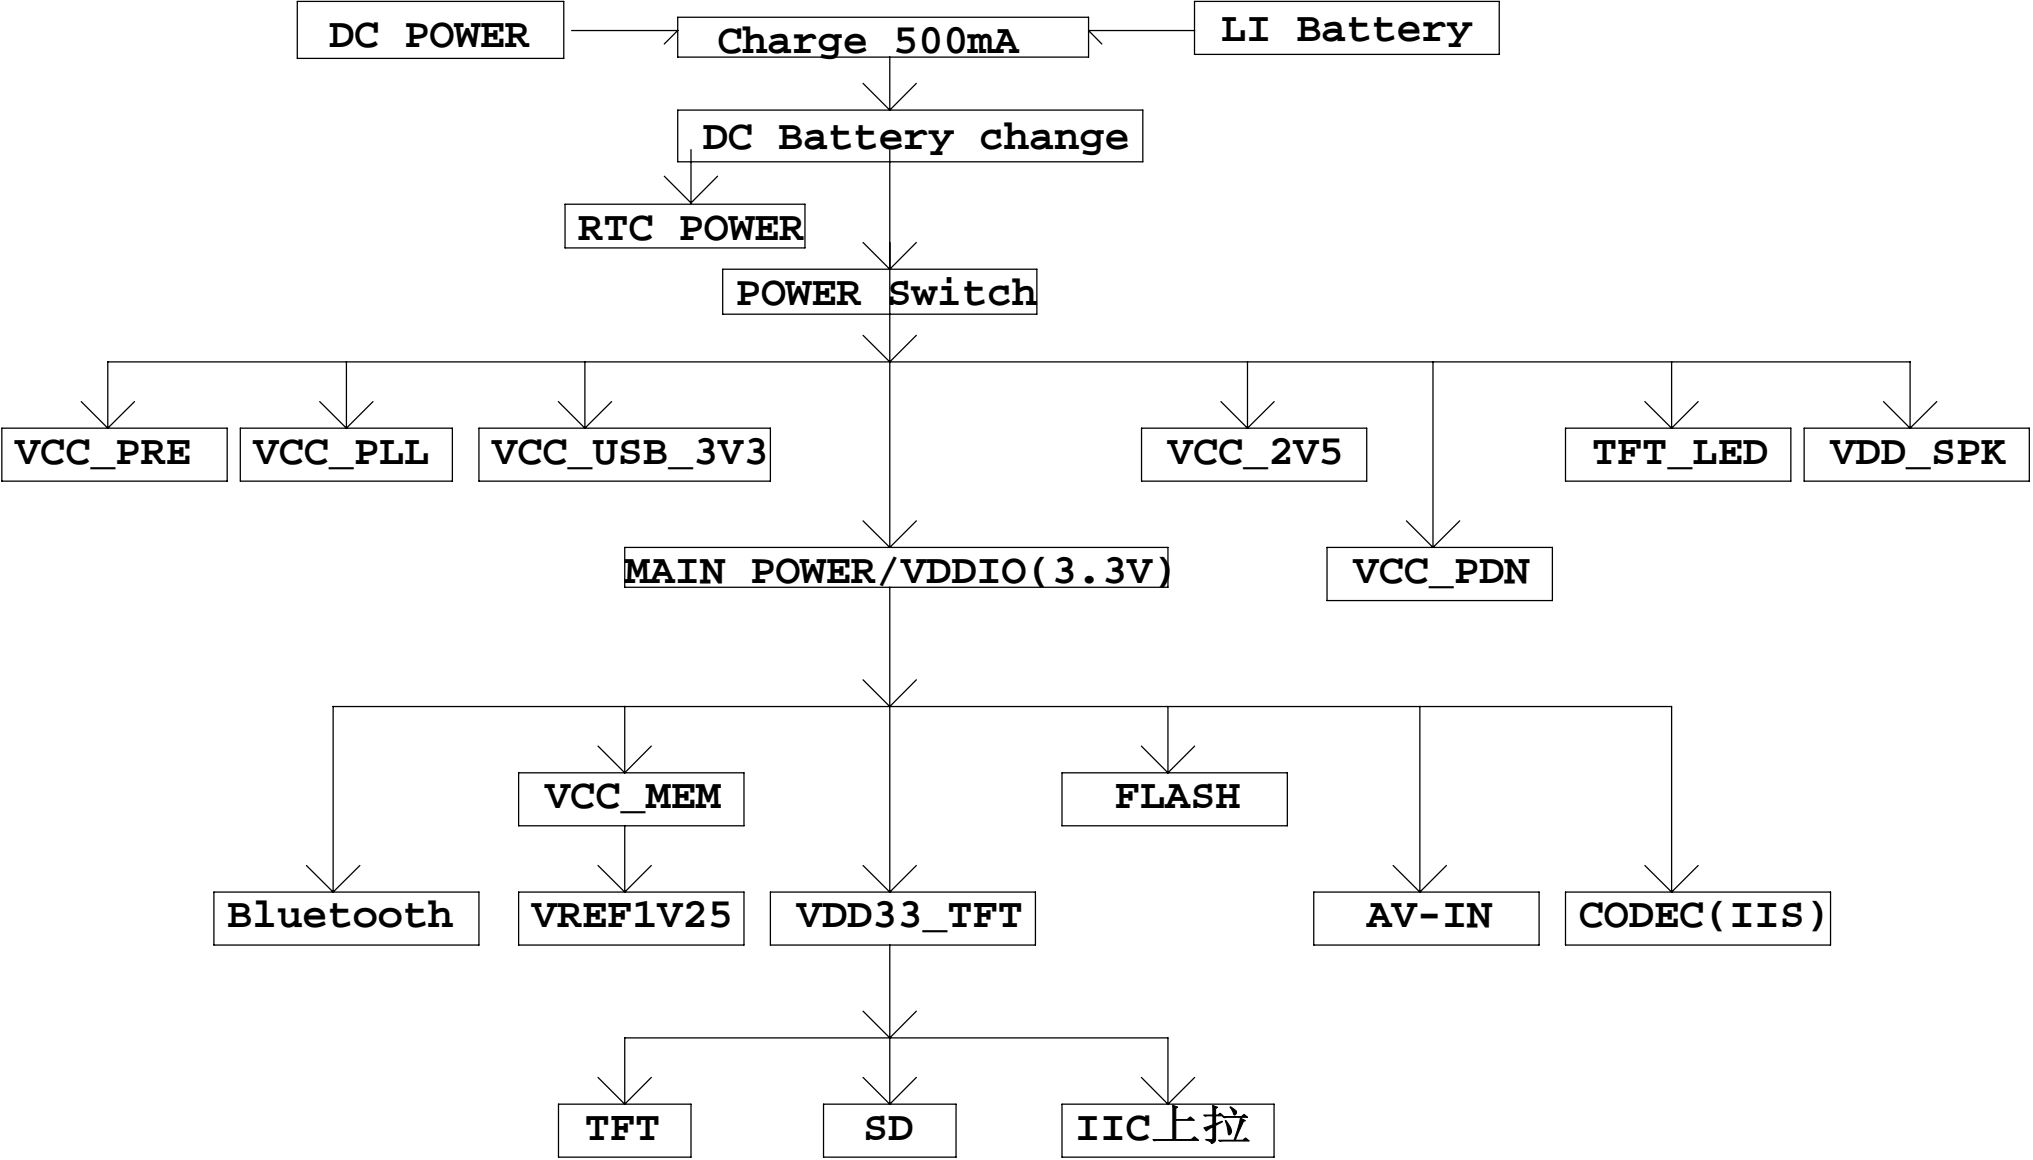 DC POWER
Charge 500mA
LI Battery
DC Battery change
RTC POWER
POWER Switch
VCC_PRE
VCC_PLL
VCC_USB_3V3
VCC_2V5
TFT_LED
VDD_SPK
MAIN POWER/VDDIO(3.3V)
VCC_PDN
VCC_MEM
FLASH
Bluetooth
VREF1V25
VDD33_TFT
AV-IN
CODEC(IIS)
TFT
SD
IIC上拉